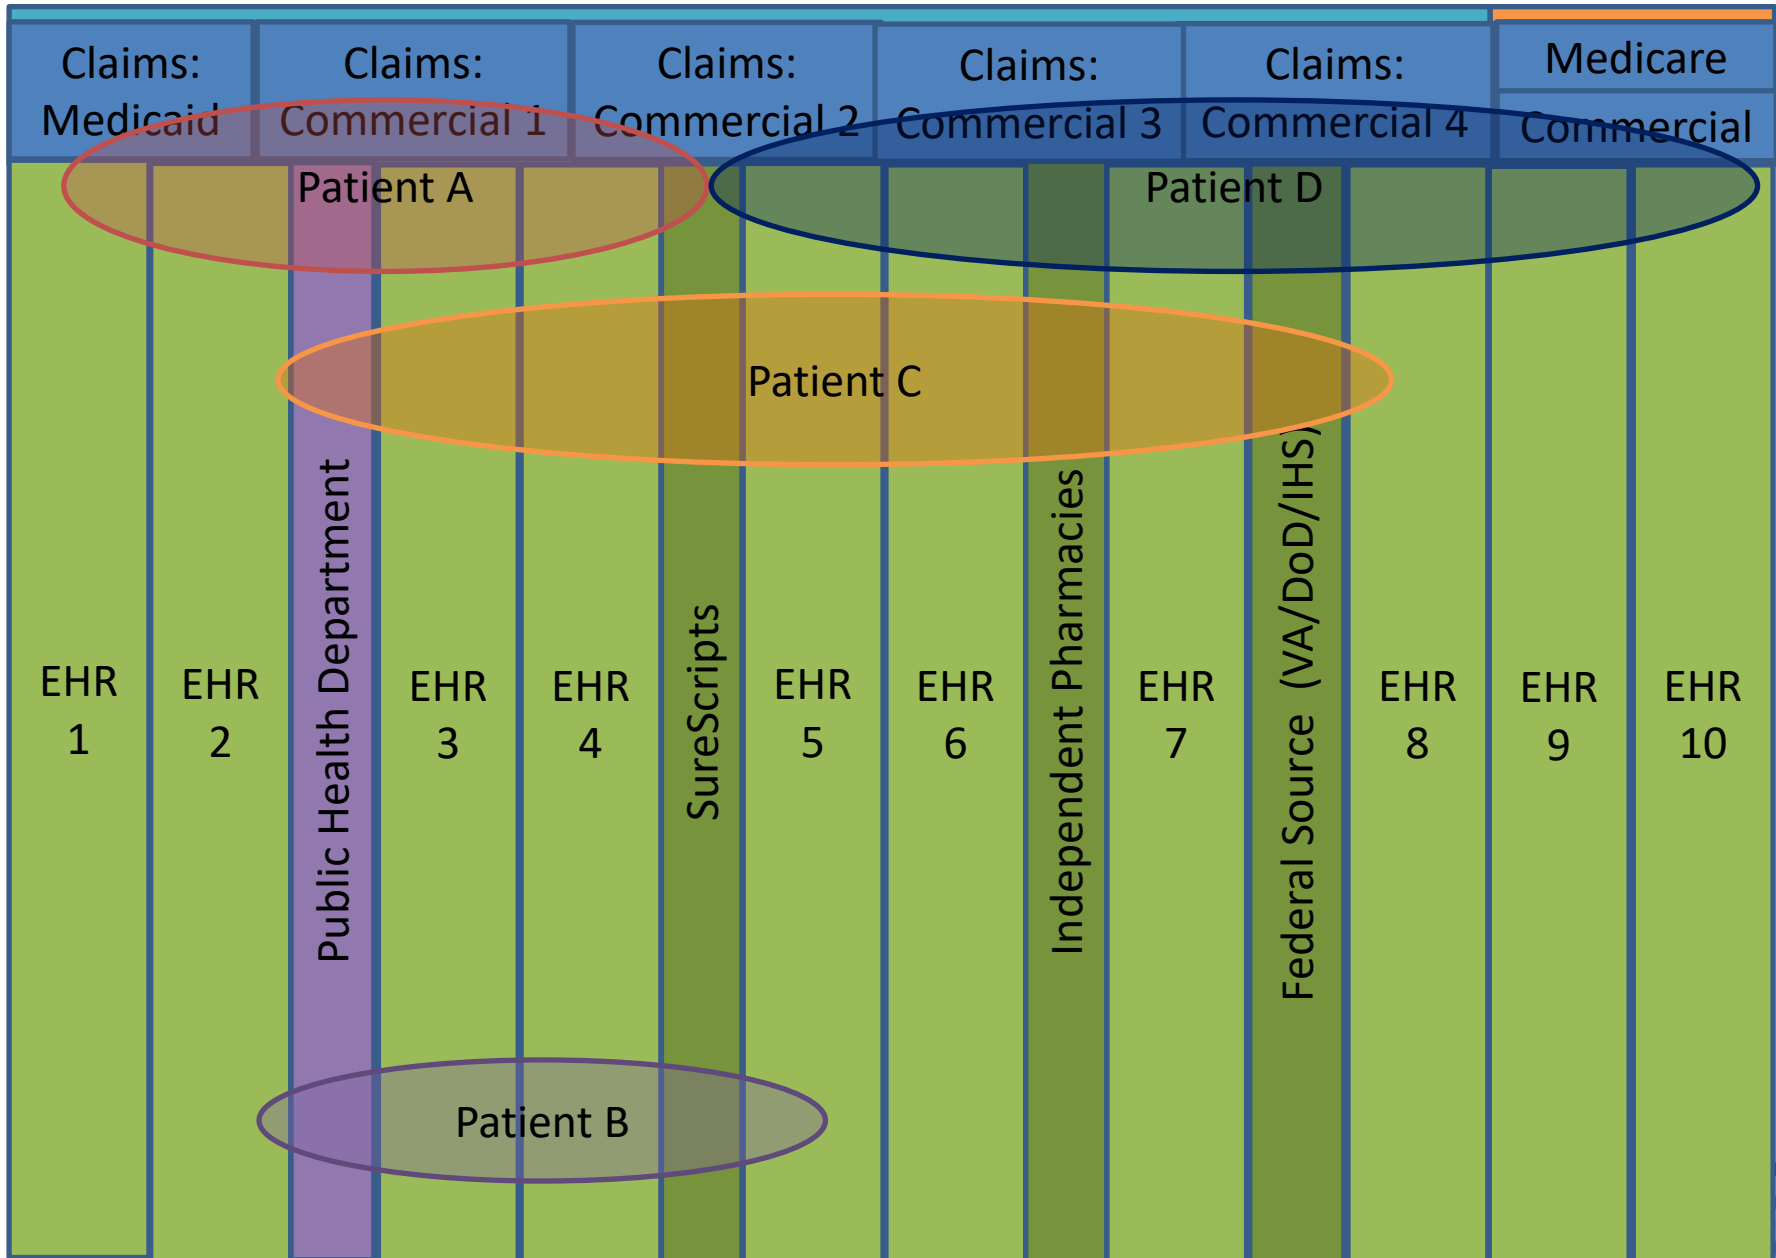 Claims:
Medicaid
Claims:
Commercial 1
Claims:
Commercial 2
Claims:
Commercial 3
Claims:
Commercial 4
Medicare
Commercial
Patient A
Patient D
Patient C
EHR
1
EHR
2
Public Health Department
EHR
3
EHR
4
SureScripts
EHR
5
EHR
6
Independent Pharmacies
EHR
7
Federal Source (VA/DoD/IHS)
EHR
8
EHR
9
EHR
10
Patient B